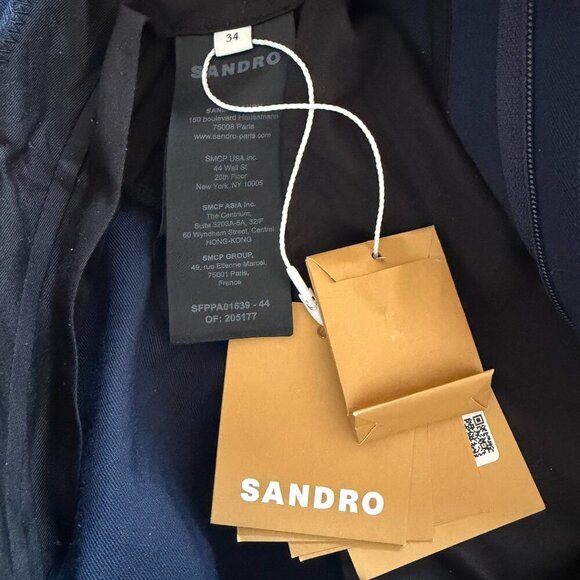 34
SANDRO
SANDRO
150 boulevard Haussmann
75008 Paris
www.sandro-paris.com
SMCP USA Inc.
44 Wall St
20th Floor
New York, NY 10005
SMCP ASIA Inc.
The Centrium,
Suite 3203A-5A, 32/F
60 Wyndham Street, Central
HONG-KONG
SMCP GROUP,
49, rue Etienne Marcel,
75001 Paris,
France
SFPPA01639 - 44
OF: 205177
SANDRO